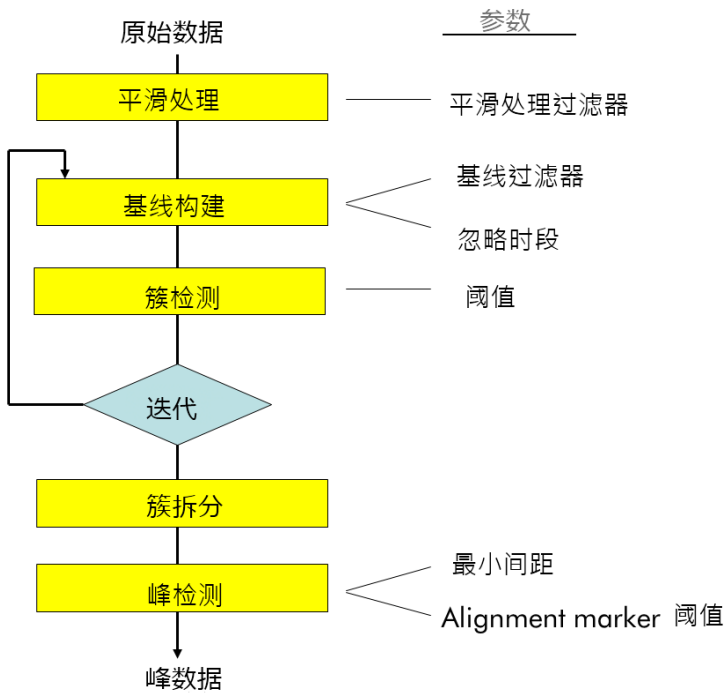 原始数据
参数
平滑处理
平滑处理过滤器
基线构建
基线过滤器
忽略时段
簇检测
阈值
迭代
簇拆分
峰检测
最小间距
Alignment marker 阈值
峰数据